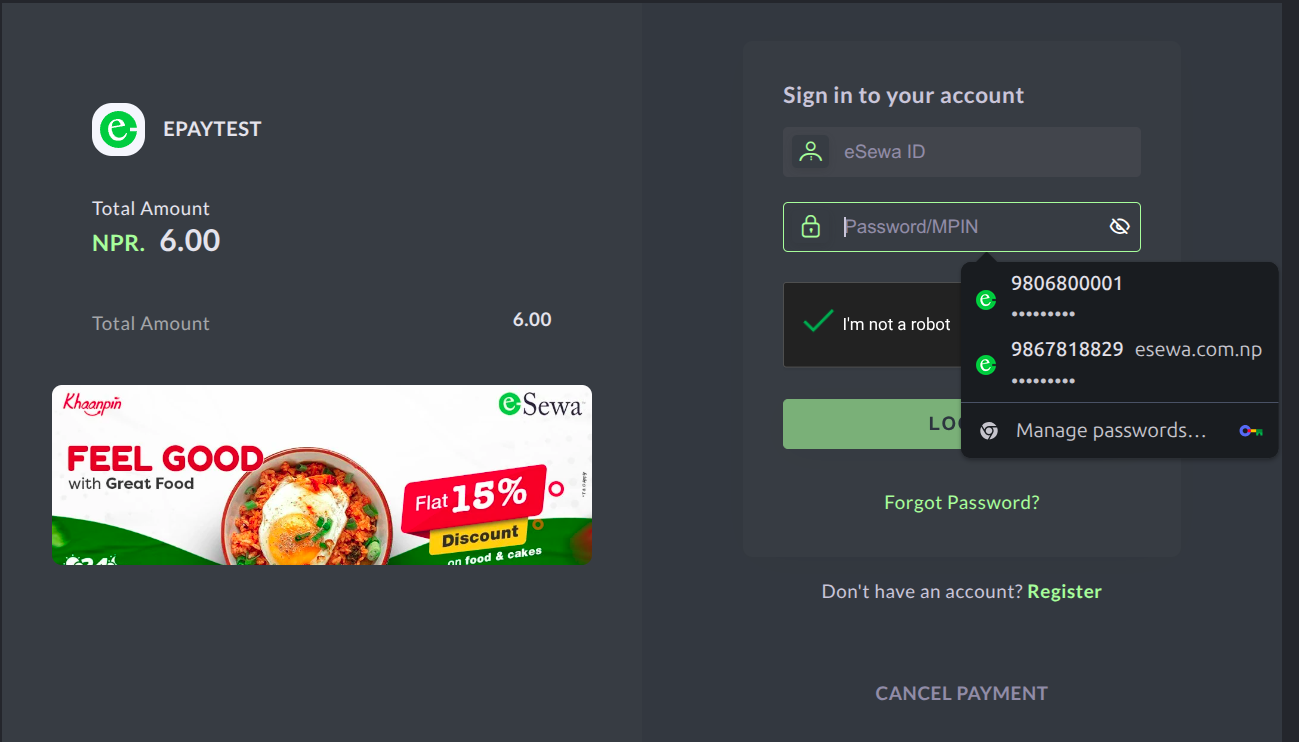 EPAYTEST
Total Amount
NPR. 6.00
Total Amount 6.00
Khaanpin
eSewa
FEEL GOOD
with Great Food
Flat 15%
Discount
on food & cakes
Sign in to your account
eSewa ID
Password/MPIN
I'm not a robot
9806800001
•••••••••
9867818829 esewa.com.np
•••••••••
Manage passwords...
Forgot Password?
Don't have an account? Register
CANCEL PAYMENT